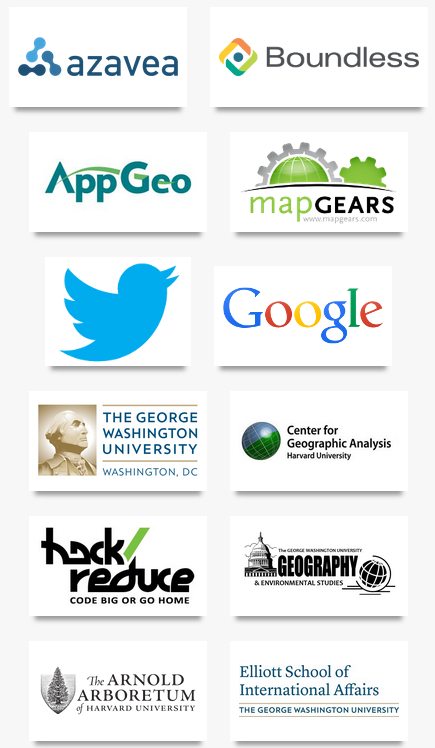 azavea
Boundless
AppGeo
mapGEARS
www.mapgears.com
Google
THE GEORGE
WASHINGTON
UNIVERSITY
WASHINGTON, DC
Center for
Geographic Analysis
Harvard University
hack/
reduce
CODE BIG OR GO HOME
THE GEORGE WASHINGTON UNIVERSITY
GEOGRAPHY
& ENVIRONMENTAL STUDIES
The ARNOLD
ARBORETUM
of HARVARD UNIVERSITY
Elliott School of
International Affairs
THE GEORGE WASHINGTON UNIVERSITY